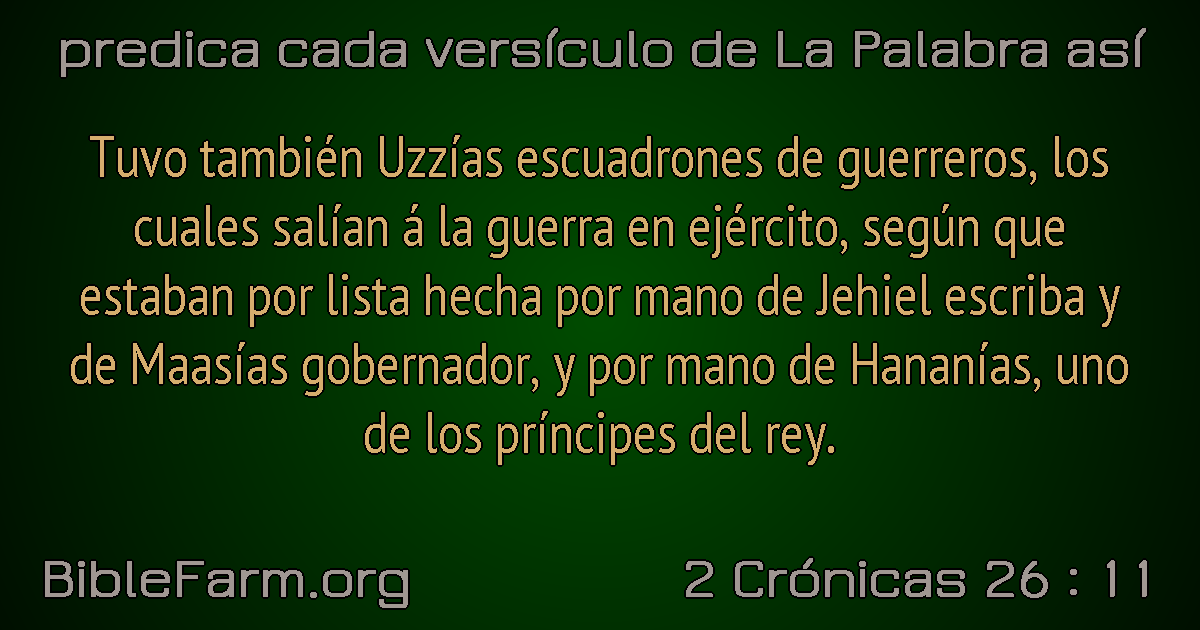 predica cada versículo de La Palabra así
Tuvo también Uzzías escuadrones de guerreros, los
cuales salían á la guerra en ejército, según que
estaban por lista hecha por mano de Jehiel escriba y
de Maasías gobernador, y por mano de Hananías, uno
de los príncipes del rey.
BibleFarm.org
2 Crónicas 26 : 11